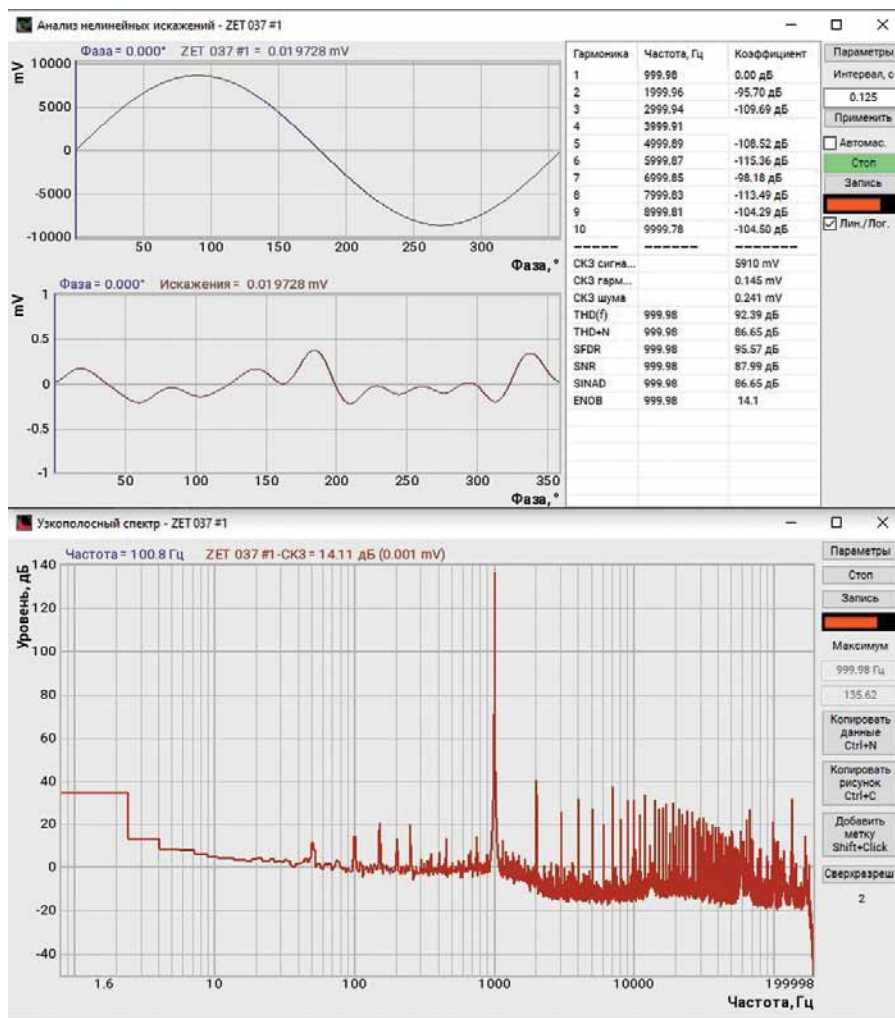 Анализ нелинейных искажений - ZET 037 #1
Фаза = 0.000° ZET 037 #1 = 0.019728 mV
mV
10000
5000
0
-5000
-10000
50 100 150 200 250 300
Фаза,°
Фаза = 0.000° Искажения = 0.019728 mV
mV
1
0.5
0
-0.5
-1
50 100 150 200 250 300 350
Фаза,°
Гармоника Частота, Гц Коэффициент
1 999.98 0.00 дБ
2 1999.96 -95.70 дБ
3 2999.94 -109.69 дБ
4 3999.91
5 4999.89 -108.52 дБ
6 5999.87 -115.36 дБ
7 6999.85 -98.18 дБ
8 7999.83 -113.49 дБ
9 8999.81 -104.29 дБ
10 9999.78 -104.50 дБ
----- ------ -------
СКЗ сигна... 5910 mV
СКЗ гарм... 0.145 mV
СКЗ шума 0.241 mV
THD(f) 999.98 92.39 дБ
THD+N 999.98 86.65 дБ
SFDR 999.98 95.57 дБ
SNR 999.98 87.99 дБ
SINAD 999.98 86.65 дБ
ENOB 999.98 14.1
Параметры
Интервал, с
0.125
Применить
Автомас.
Стоп
Запись
Лин./Лог.
Узкополосный спектр - ZET 037 #1
Частота = 100.8 Гц ZET 037 #1-СКЗ = 14.11 дБ (0.001 mV)
Уровень, дБ
140
120
100
80
60
40
20
0
-20
-40
1.6 10 100 1000 10000 199998
Частота, Гц
Параметры
Стоп
Запись
Максимум
999.98 Гц
135.62
Копировать
данные
Ctrl+N
Копировать
рисунок
Ctrl+C
Добавить
метку
Shift+Click
Сверхразреш
2